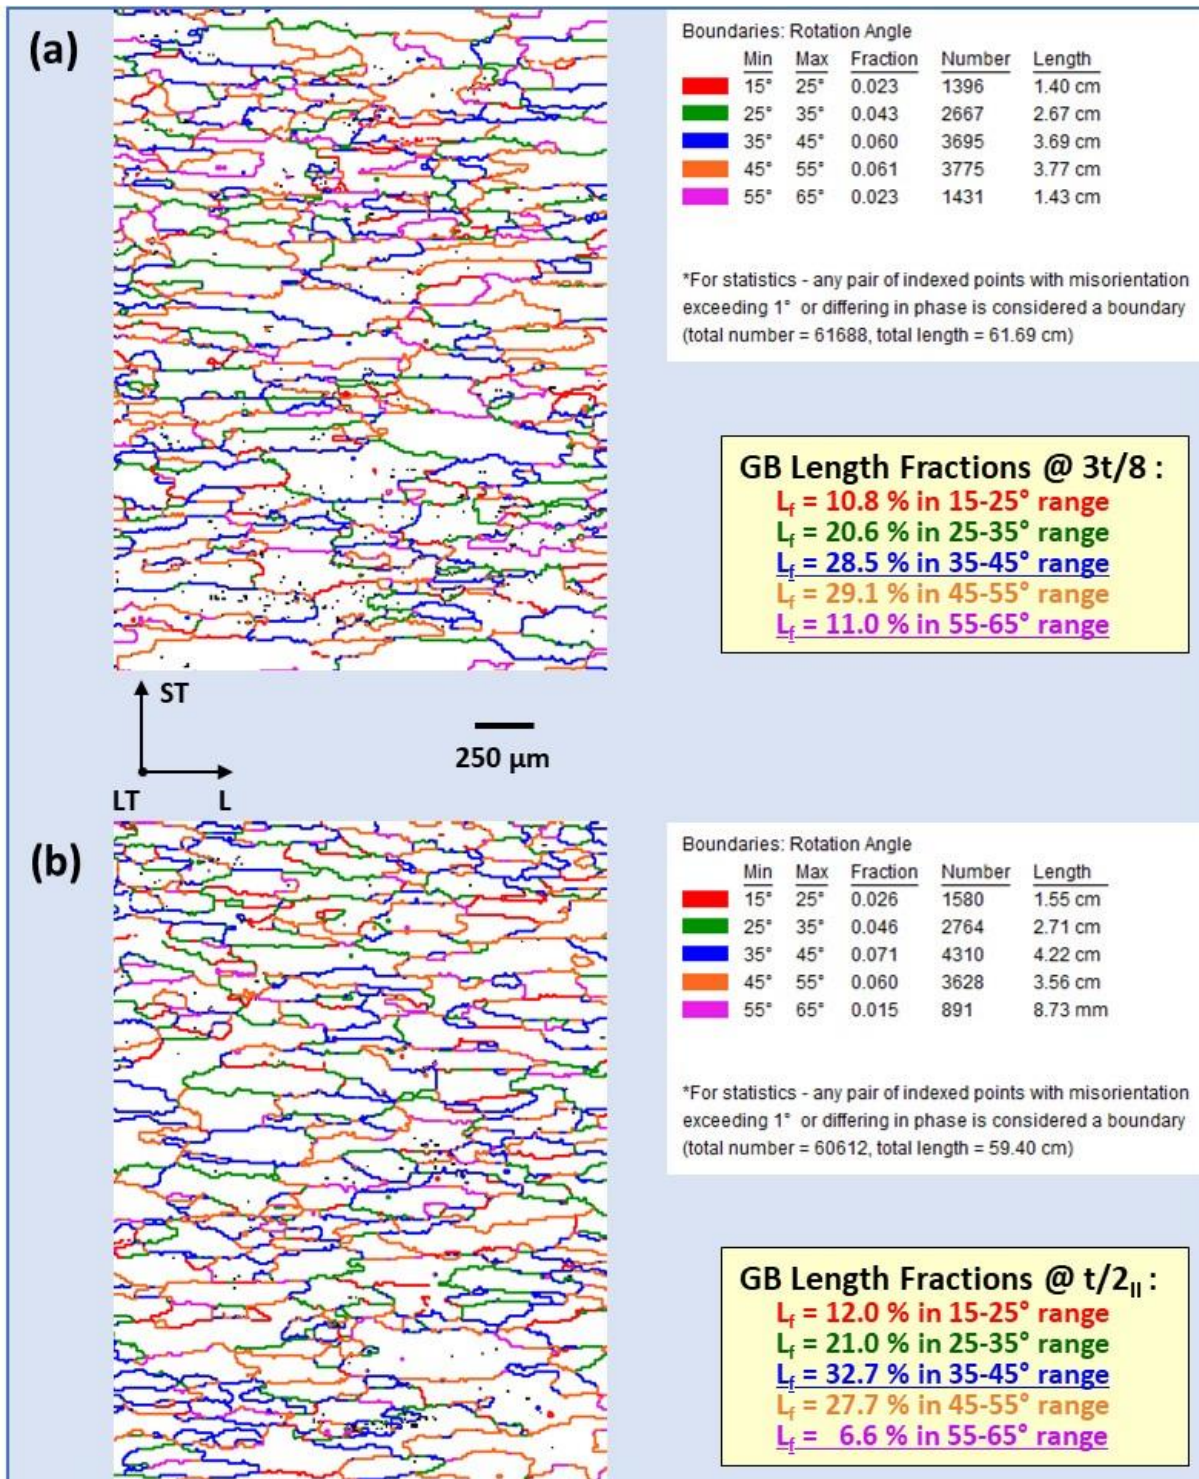 (a)
Boundaries: Rotation Angle
Min Max Fraction Number Length
15° 25° 0.023 1396 1.40 cm
25° 35° 0.043 2667 2.67 cm
35° 45° 0.060 3695 3.69 cm
45° 55° 0.061 3775 3.77 cm
55° 65° 0.023 1431 1.43 cm
*For statistics - any pair of indexed points with misorientation
exceeding 1° or differing in phase is considered a boundary
(total number = 61688, total length = 61.69 cm)
GB Length Fractions @ 3t/8 :
Lf = 10.8 % in 15-25° range
Lf = 20.6 % in 25-35° range
Lf = 28.5 % in 35-45° range
Lf = 29.1 % in 45-55° range
Lf = 11.0 % in 55-65° range
ST
250 µm
LT L
(b)
Boundaries: Rotation Angle
Min Max Fraction Number Length
15° 25° 0.026 1580 1.55 cm
25° 35° 0.046 2764 2.71 cm
35° 45° 0.071 4310 4.22 cm
45° 55° 0.060 3628 3.56 cm
55° 65° 0.015 891 8.73 mm
*For statistics - any pair of indexed points with misorientation
exceeding 1° or differing in phase is considered a boundary
(total number = 60612, total length = 59.40 cm)
GB Length Fractions @ t/2II :
Lf = 12.0 % in 15-25° range
Lf = 21.0 % in 25-35° range
Lf = 32.7 % in 35-45° range
Lf = 27.7 % in 45-55° range
Lf = 6.6 % in 55-65° range